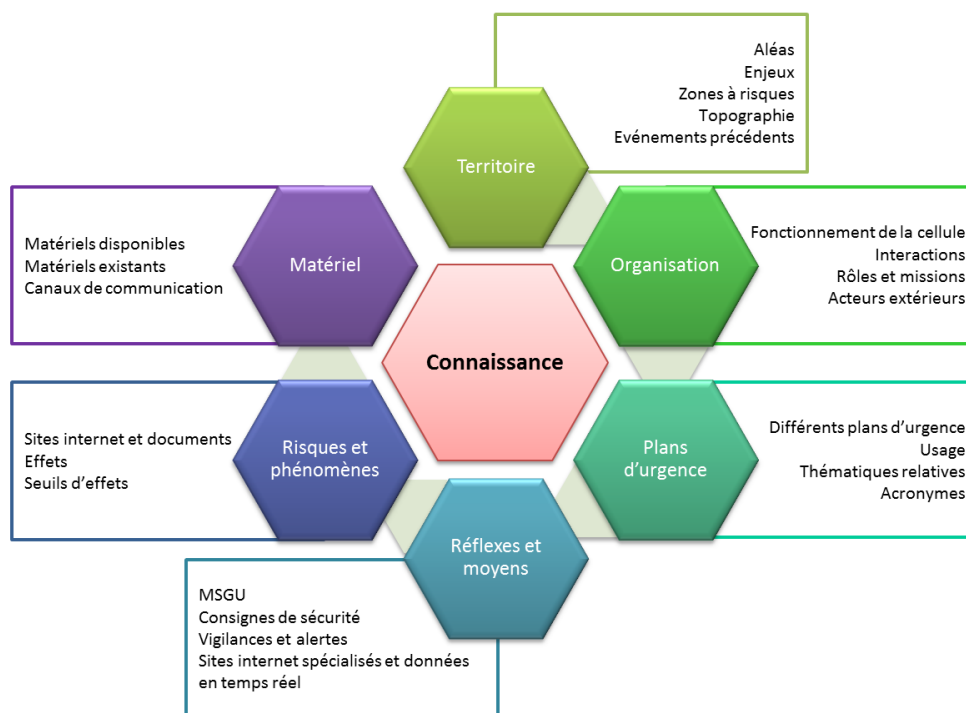 Aléas
Enjeux
Zones à risques
Topographie
Evénements précédents
Territoire
Organisation
Fonctionnement de la cellule
Interactions
Rôles et missions
Acteurs extérieurs
Plans
d’urgence
Différents plans d’urgence
Usage
Thématiques relatives
Acronymes
Réflexes et
moyens
MSGU
Consignes de sécurité
Vigilances et alertes
Sites internet spécialisés et données
en temps réel
Risques et
phénomènes
Sites internet et documents
Effets
Seuils d’effets
Matériel
Matériels disponibles
Matériels existants
Canaux de communication
Connaissance